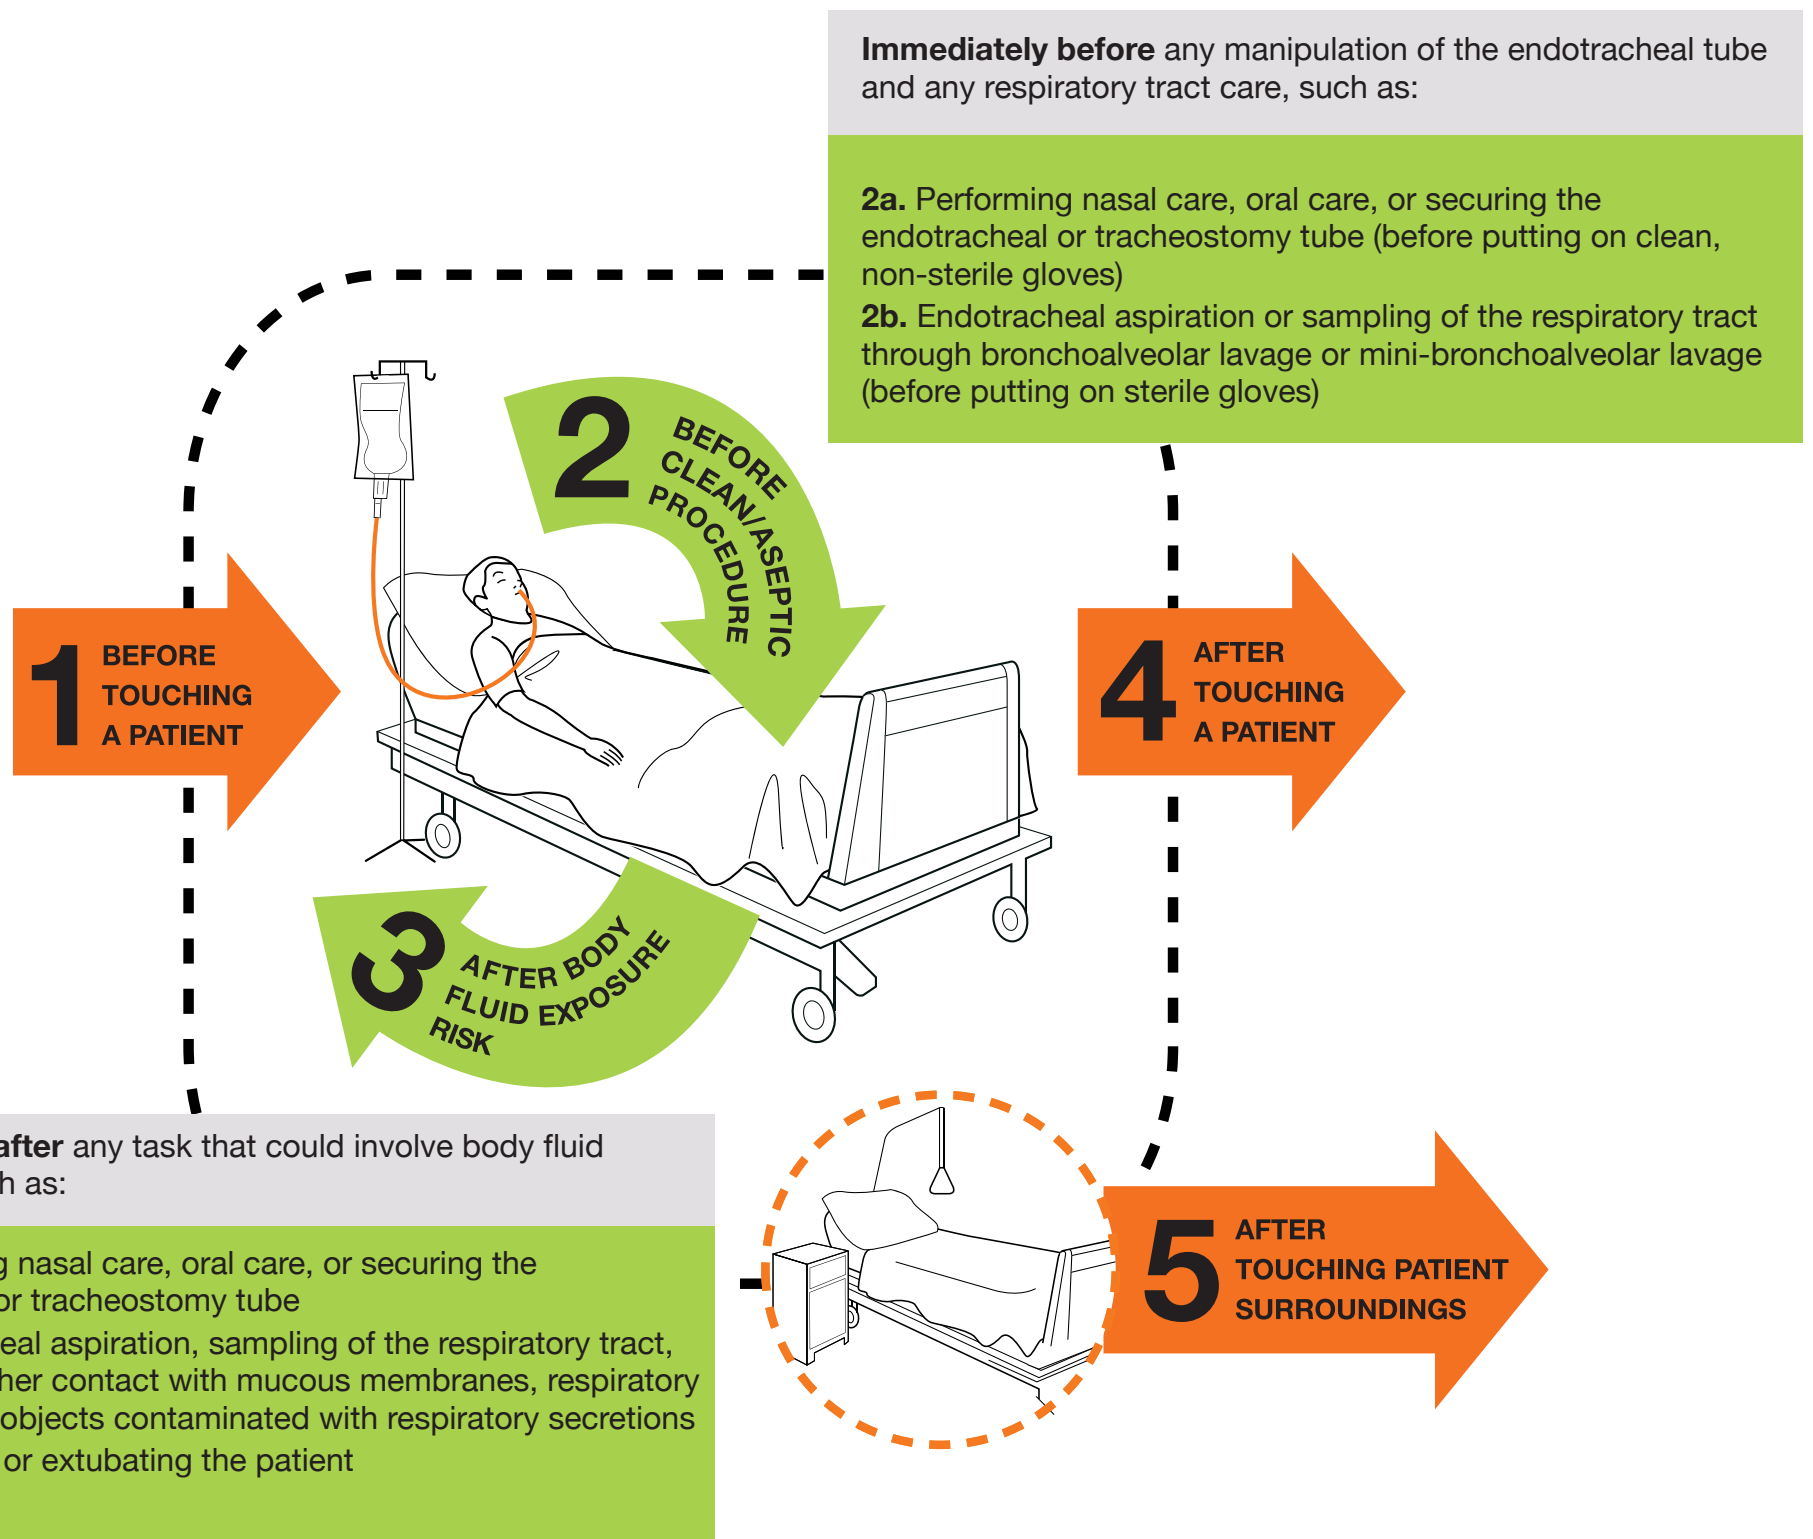 Immediately before any manipulation of the endotracheal tube
and any respiratory tract care, such as:
2a. Performing nasal care, oral care, or securing the
endotracheal or tracheostomy tube (before putting on clean,
non-sterile gloves)
2b. Endotracheal aspiration or sampling of the respiratory tract
through bronchoalveolar lavage or mini-bronchoalveolar lavage
(before putting on sterile gloves)
1 BEFORE
TOUCHING
A PATIENT
2 BEFORE
CLEAN/ASEPTIC
PROCEDURE
3 AFTER BODY
FLUID EXPOSURE
RISK
4 AFTER
TOUCHING
A PATIENT
5 AFTER
TOUCHING PATIENT
SURROUNDINGS
after any task that could involve body fluid
as:
nasal care, oral care, or securing the
or tracheostomy tube
aspiration, sampling of the respiratory tract,
contact with mucous membranes, respiratory
objects contaminated with respiratory secretions
or extubating the patient